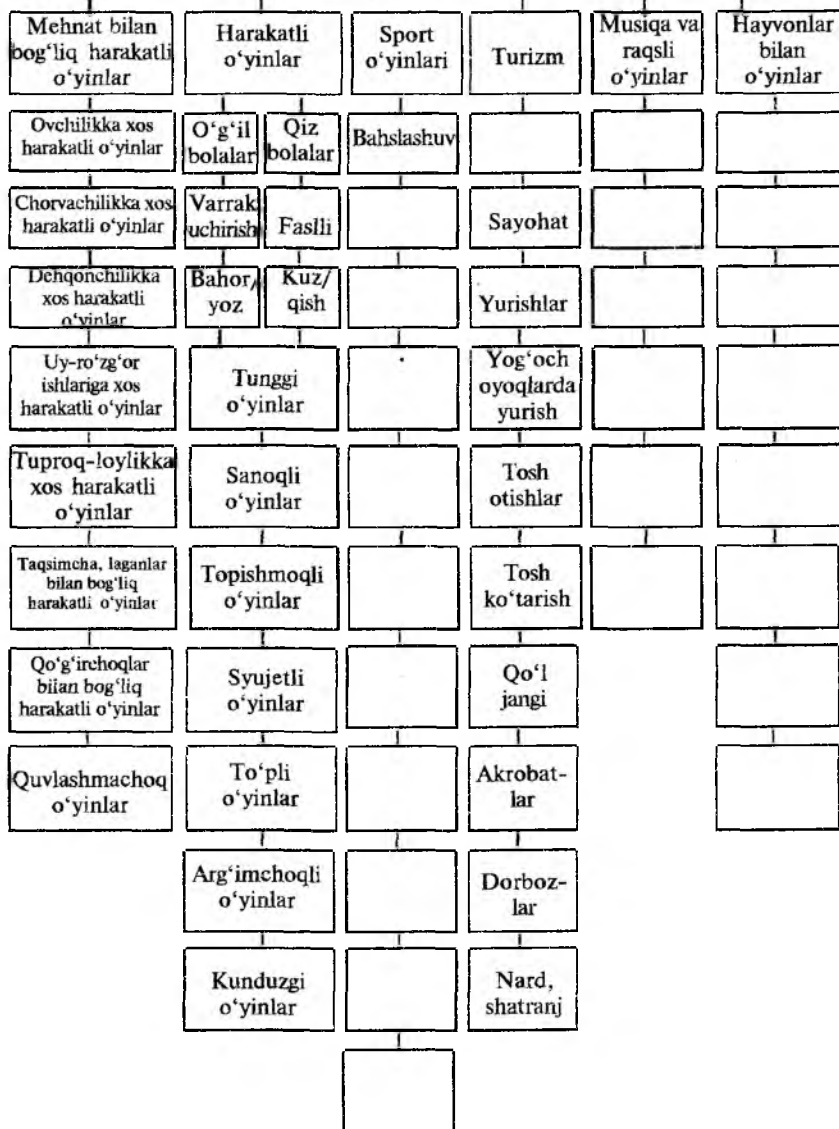 Mehnat bilan
bog‘liq harakatli
o‘yinlar
Ovchilikka xos
harakatli o‘yinlar
Chorvachilikka xos
harakatli o‘yinlar
Dehqonchilikka
xos harakatli
o‘yinlar
Uy-ro‘zg‘or
ishlariga xos
harakatli o‘yinlar
Tuproq-loylikka
xos harakatli
o‘yinlar
Taqsimcha, laganlar
bilan bog‘liq
harakatli o‘yinlar
Qo‘g‘irchoqlar
bilan bog‘liq
harakatli o‘yinlar
Quvlashmachoq
o‘yinlar
Harakatli
o‘yinlar
O‘g‘il
bolalar
Qiz
bolalar
Varrak
uchirish
Faslli
Bahor/
yoz
Kuz/
qish
Tunggi
o‘yinlar
Sanoqli
o‘yinlar
Topishmoqli
o‘yinlar
Syujetli
o‘yinlar
To‘pli
o‘yinlar
Arg‘imchoqli
o‘yinlar
Kunduzgi
o‘yinlar
Sport
o‘yinlari
Bahslashuv
Turizm
Sayohat
Yurishlar
Yog‘och
oyoqlarda
yurish
Tosh
otishlar
Tosh
ko‘tarish
Qo‘l
jangi
Akrobat-
lar
Dorboz-
lar
Nard,
shatranj
Musiqa va
raqsli
o‘yinlar
Hayvonlar
bilan
o‘yinlar